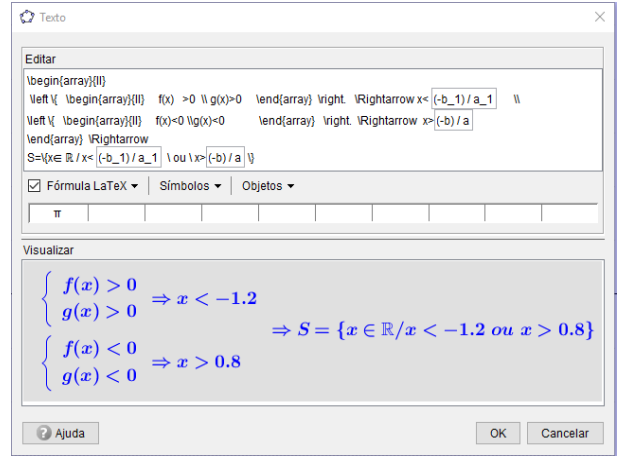 Texto
Editar
\begin{array}{ll}
\left \{ \begin{array}{ll} f(x) >0 \\ g(x)>0 \end{array} \right. \Rightarrow x< (-b_1) / a_1 \\
\left \{ \begin{array}{ll} f(x)<0 \\g(x)<0 \end{array} \right. \Rightarrow x> (-b) / a
\end{array} \Rightarrow
S=\{x∈ ℝ / x< (-b_1) / a_1 \ ou \ x> (-b) / a \}
Fórmula LaTeX Símbolos Objetos
π
Visualizar
f(x) > 0
g(x) > 0
⇒ x < −1.2
⇒ S = {x ∈ ℝ/x < −1.2 ou x > 0.8}
f(x) < 0
g(x) < 0
⇒ x > 0.8
Ajuda OK Cancelar